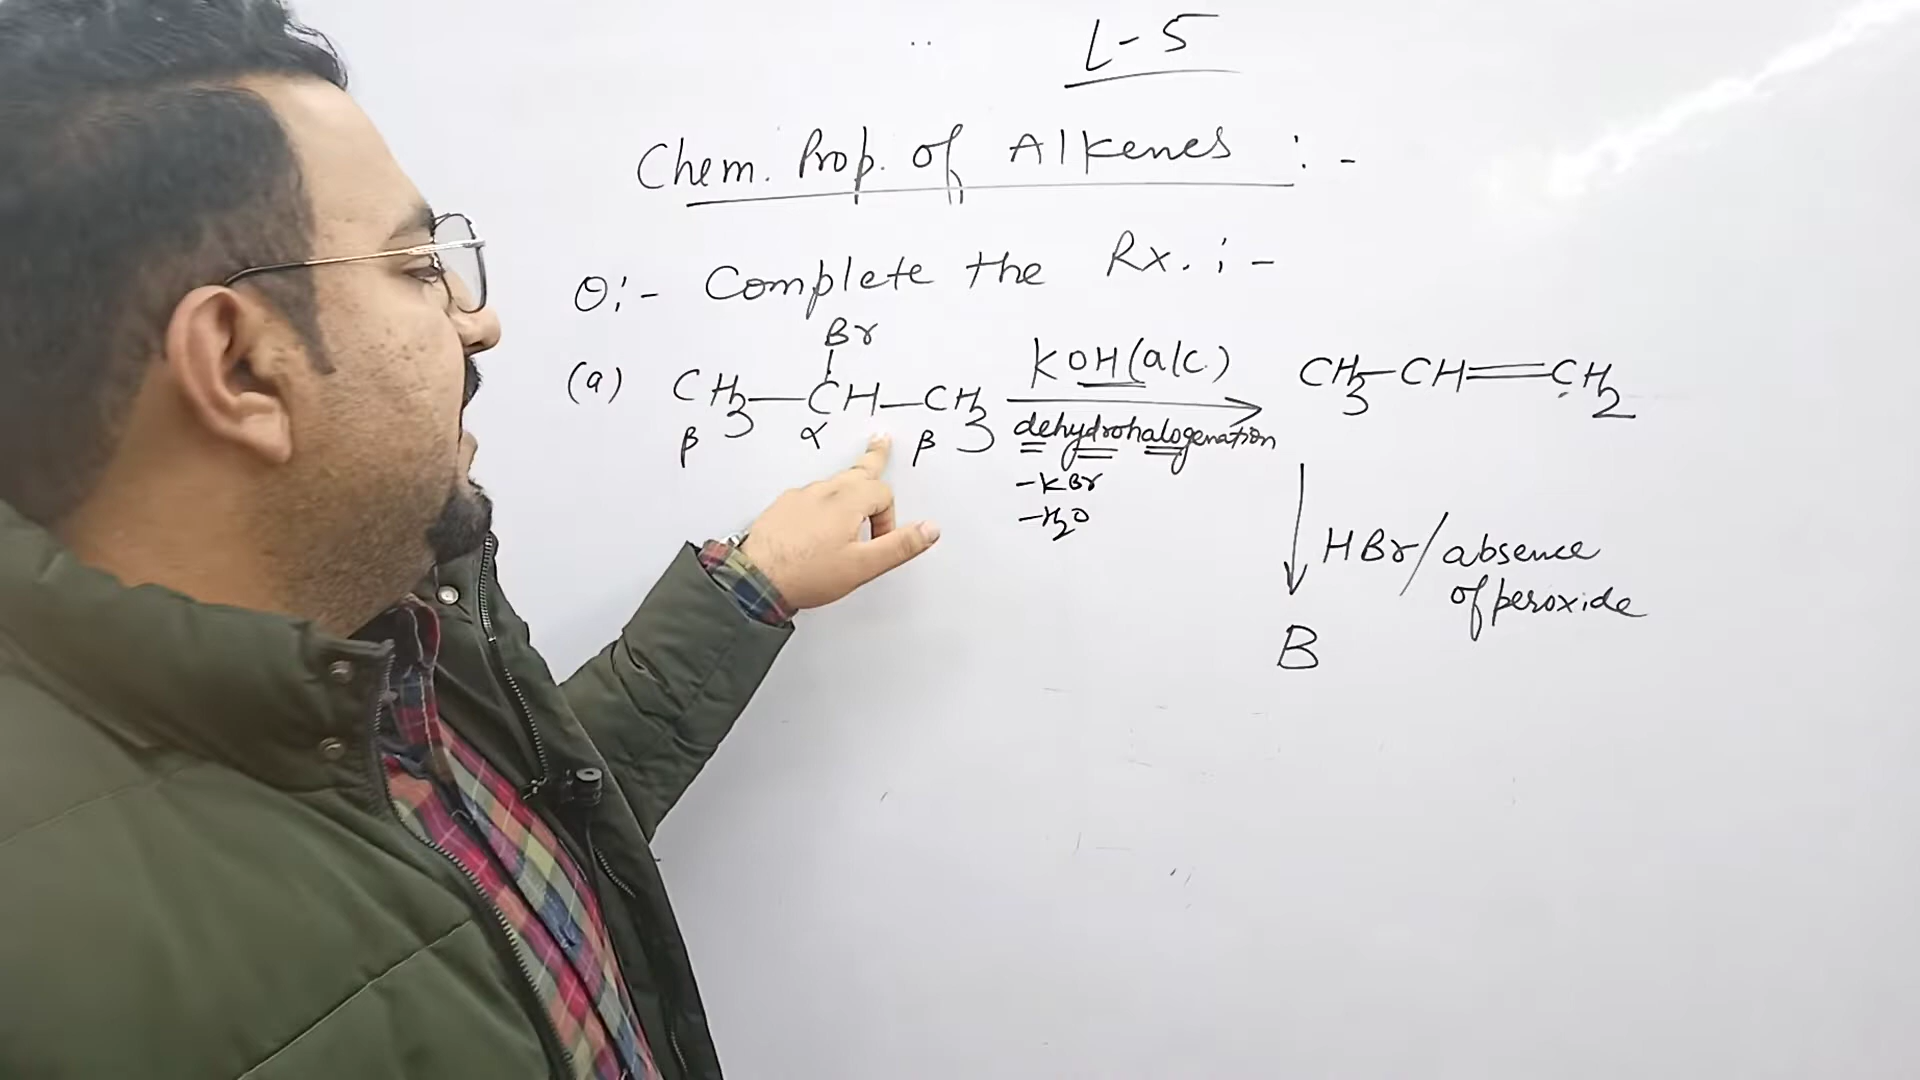 L-5
Chem. Prop. of Alkenes :-
Q:- Complete the Rx. :-
Br
(a) CH3—CH—CH3 KOH(alc.) CH3—CH=CH2
β α β dehydrohalogenation
-KBr
-H2O
HBr/absence
of peroxide
B